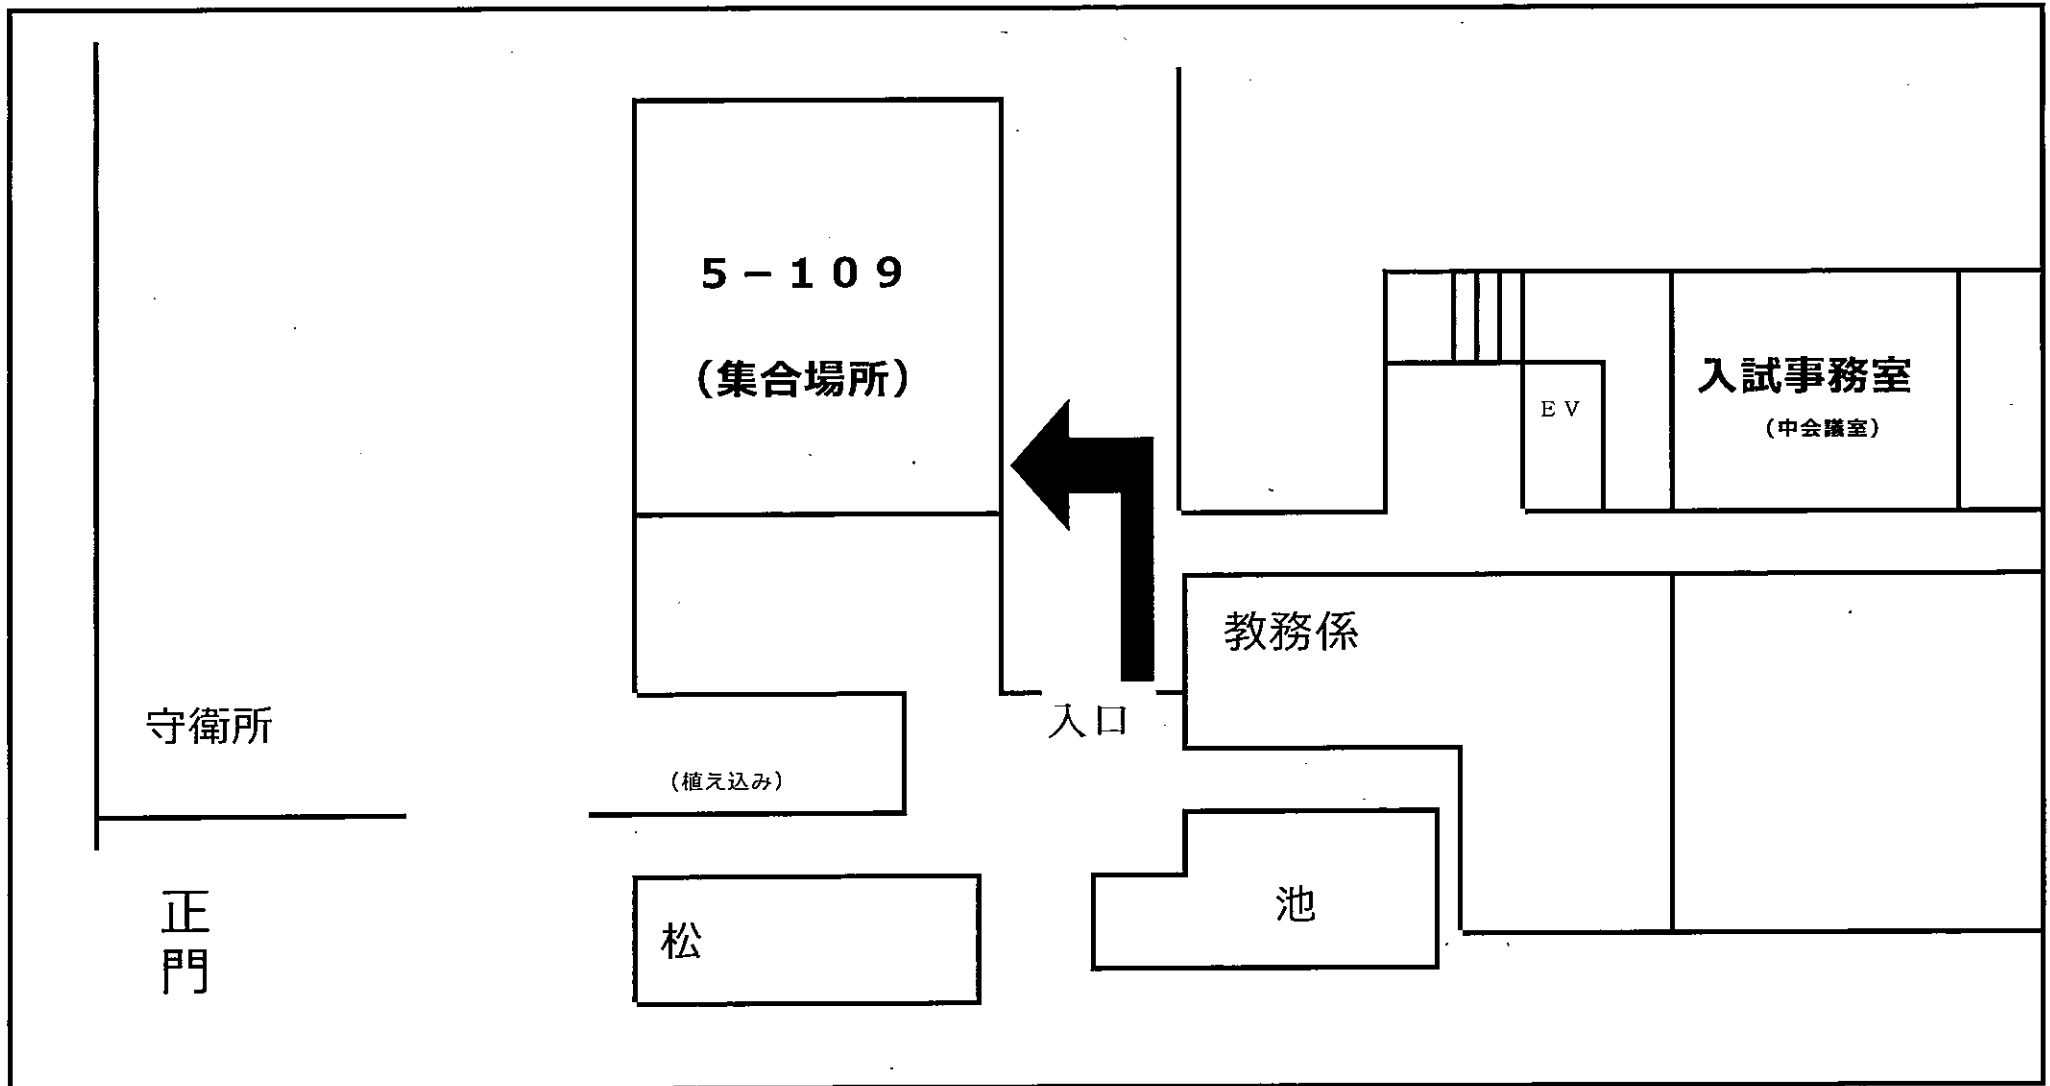 5－109
（集合場所）
入試事務室
（中会議室）
ＥＶ
教務係
守衛所
入口
（植え込み）
正門
松
池